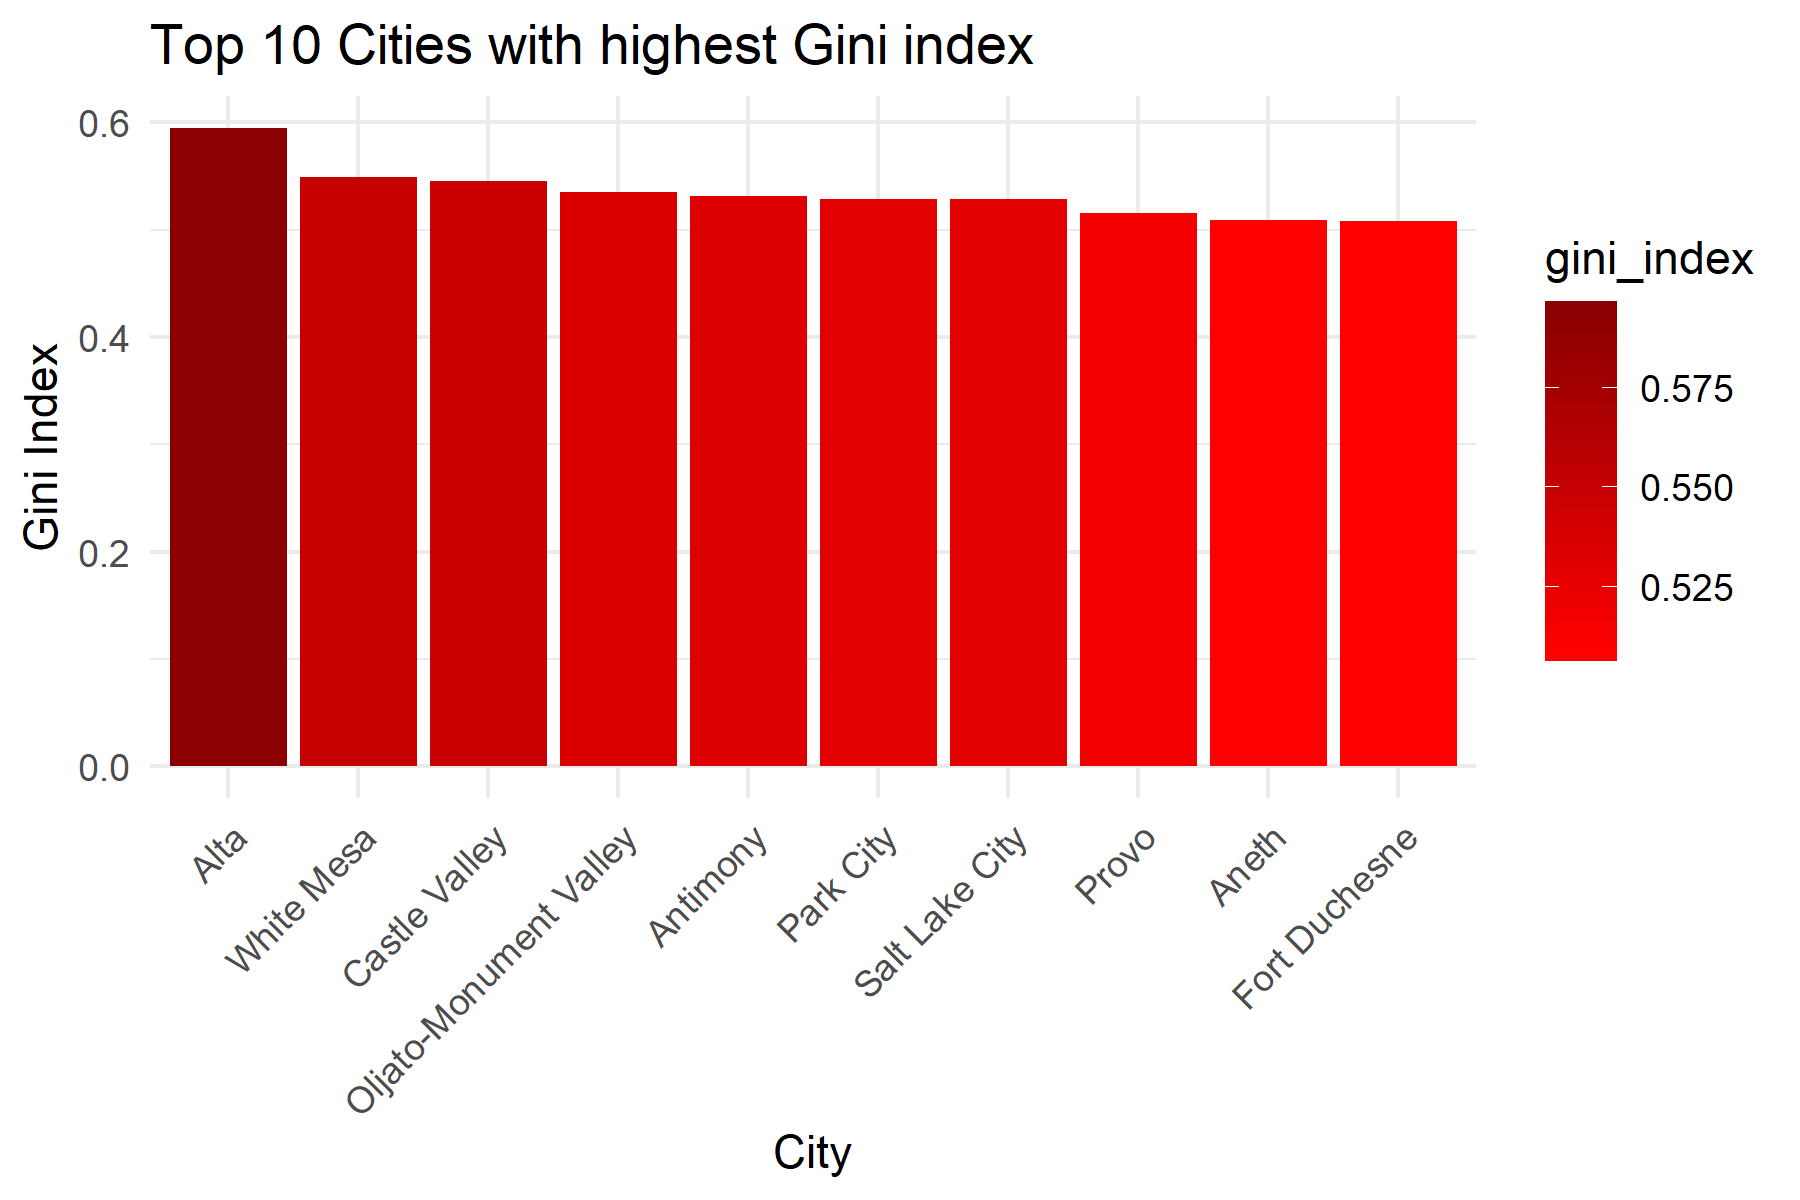 Top 10 Cities with highest Gini index
Gini Index
0.6
0.4
0.2
0.0
Alta
White Mesa
Castle Valley
Oljato-Monument Valley
Antimony
Park City
Salt Lake City
Provo
Aneth
Fort Duchesne
City
gini_index
0.575
0.550
0.525